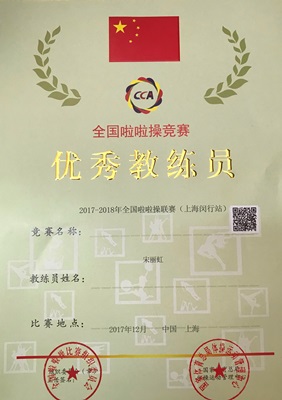 CCA
全国啦啦操竞赛
优秀教练员
竞赛名称：2017-2018年全国啦啦操联赛（上海闵行站）
教练员姓名：宋丽虹
比赛地点：2017年12月 中国·上海